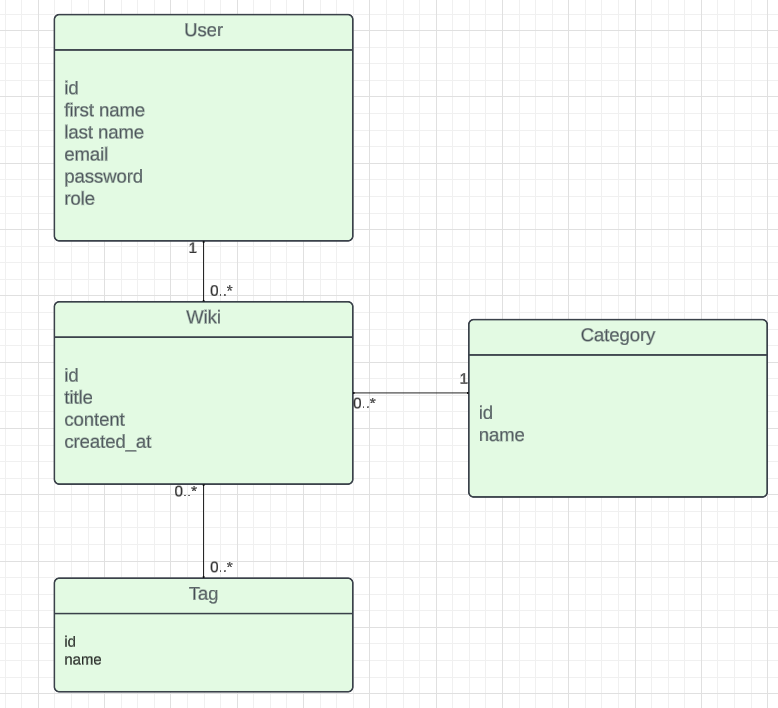 User
id
first name
last name
email
password
role
1
0..*
Wiki
id
title
content
created_at
0..*
1
Category
id
name
0..*
0..*
Tag
id
name